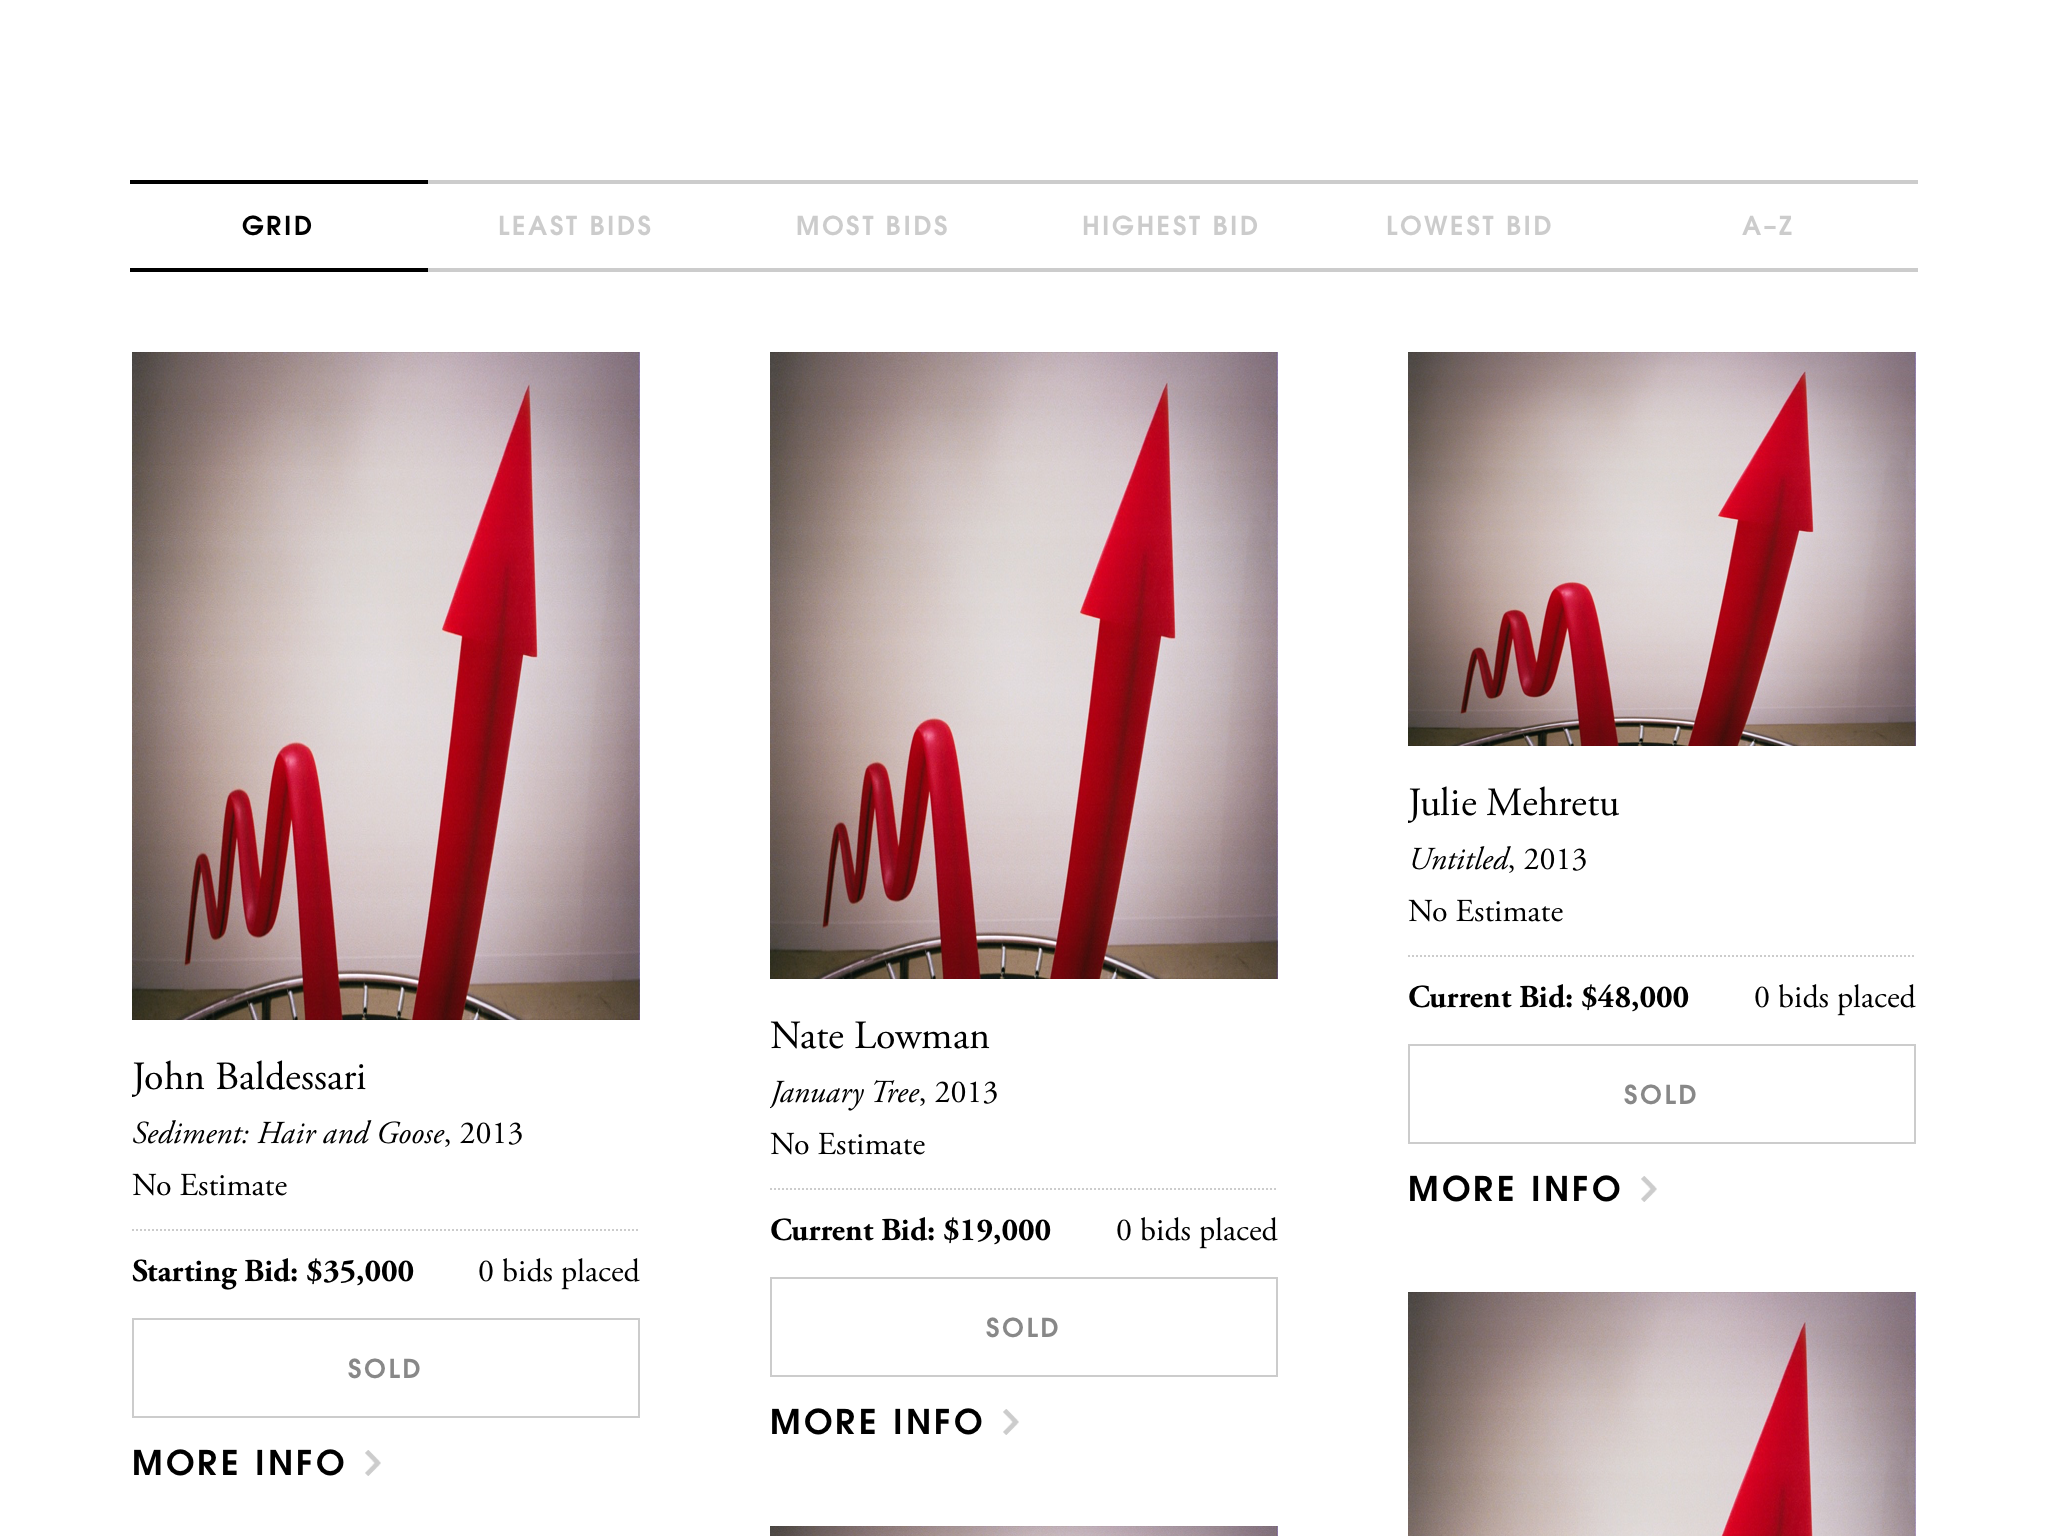 GRID
LEAST BIDS
MOST BIDS
HIGHEST BID
LOWEST BID
A–Z
John Baldessari
Sediment: Hair and Goose, 2013
No Estimate
Starting Bid: $35,000
0 bids placed
SOLD
MORE INFO
Nate Lowman
January Tree, 2013
No Estimate
Current Bid: $19,000
0 bids placed
SOLD
MORE INFO
Julie Mehretu
Untitled, 2013
No Estimate
Current Bid: $48,000
0 bids placed
SOLD
MORE INFO